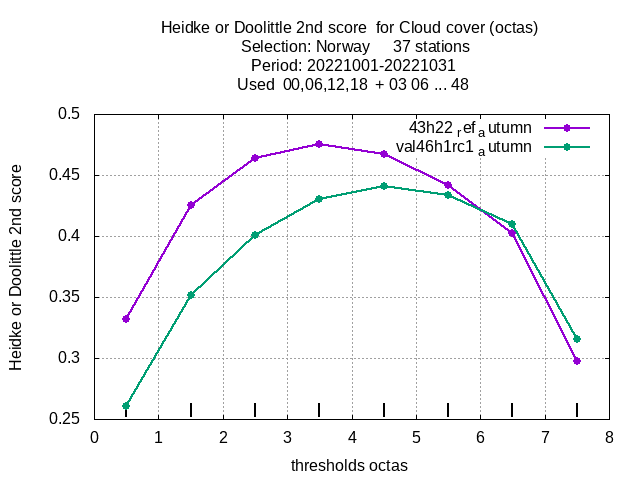 Heidke or Doolittle 2nd score  for Cloud cover (octas)
Selection: Norway     37 stations
Period: 20221001-20221031
Used  00,06,12,18  + 03 06 ... 48
43h22 ref autumn
val46h1rc1 autumn
Heidke or Doolittle 2nd score
0.5
0.45
0.4
0.35
0.3
0.25
0 1 2 3 4 5 6 7 8
thresholds octas